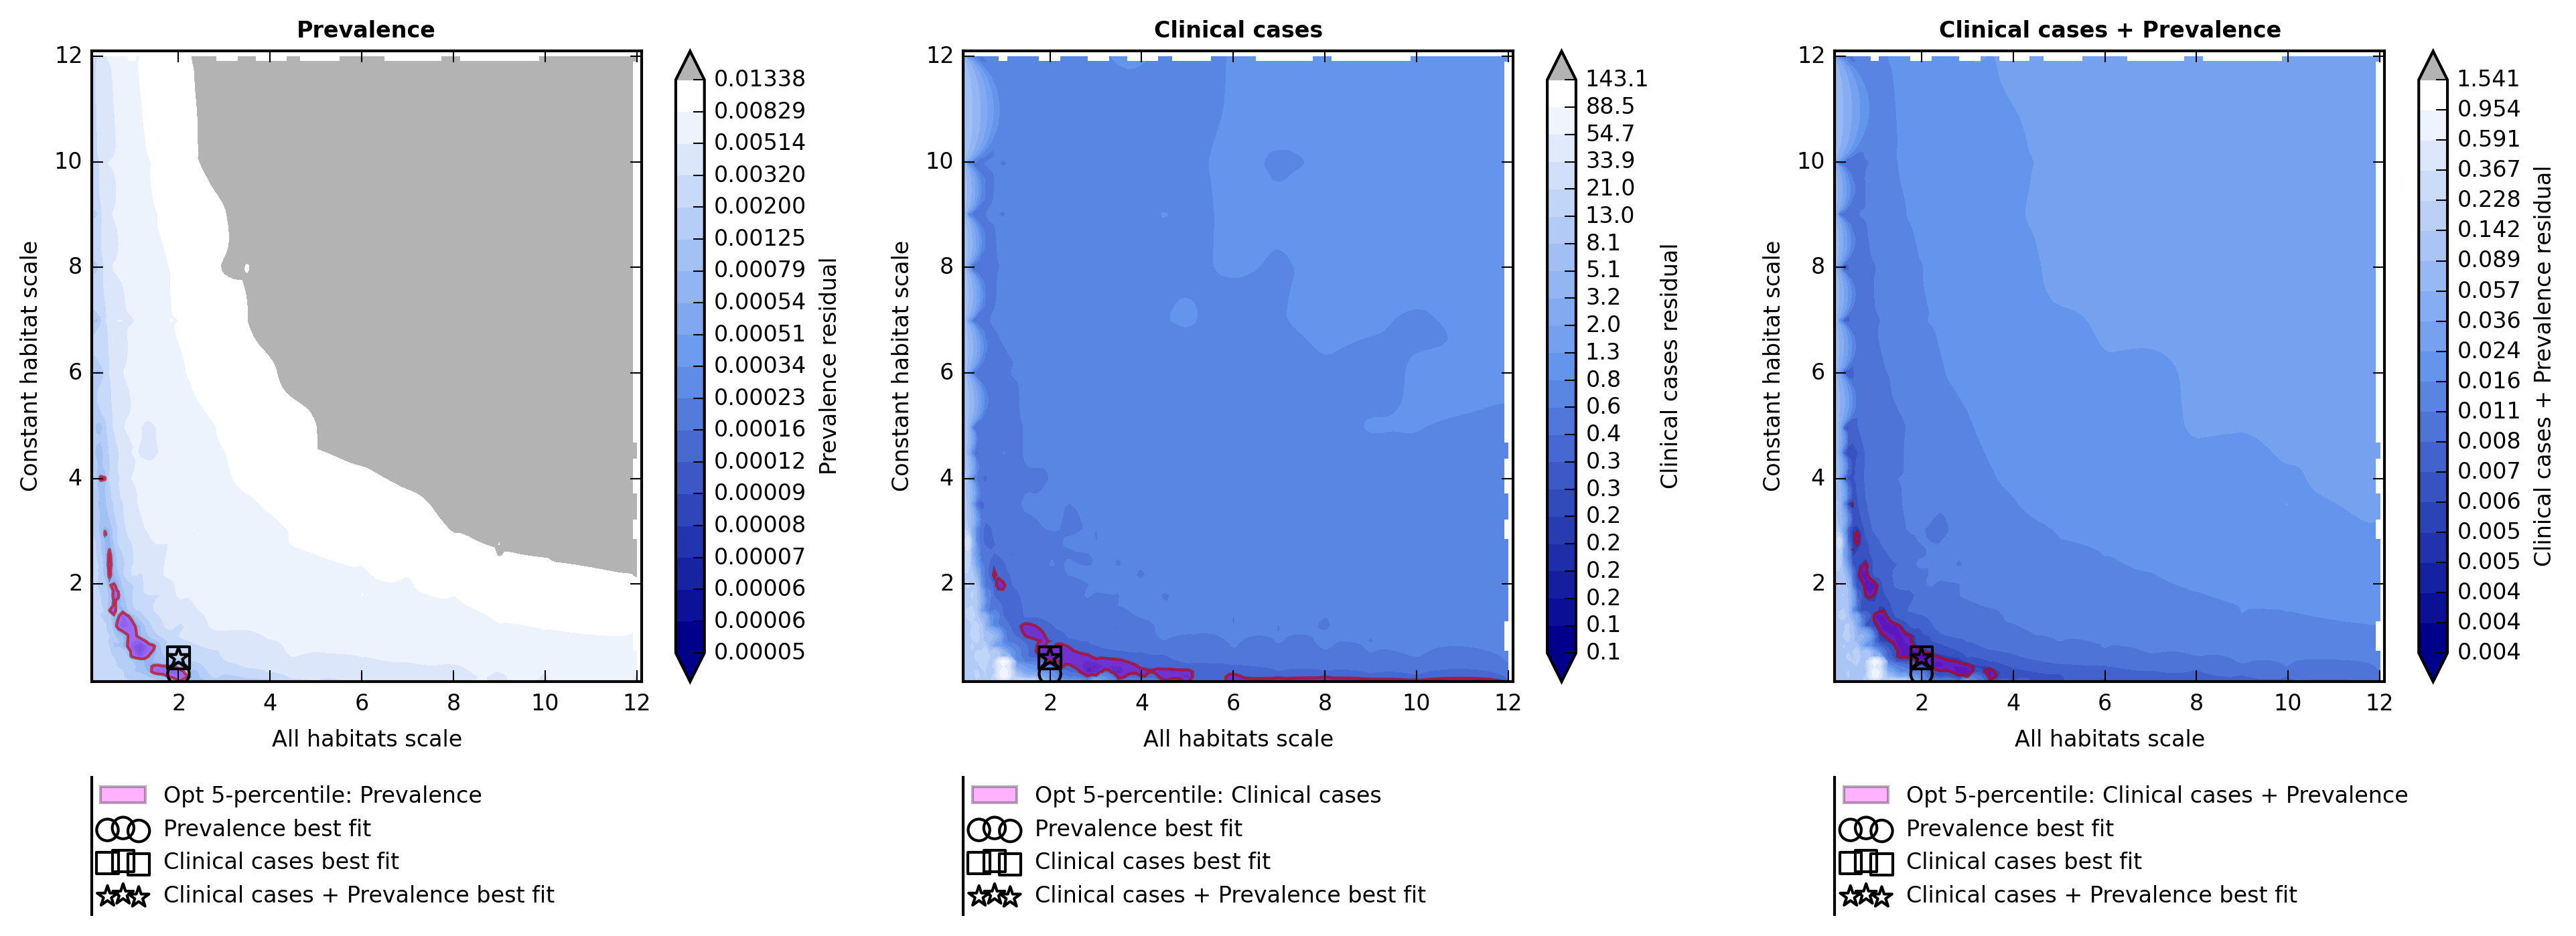 Prevalence
Constant habitat scale
12
10
8
6
4
2
2 4 6 8 10 12
All habitats scale
0.01338
0.00829
0.00514
0.00320
0.00200
0.00125
0.00079
0.00054
0.00051
0.00034
0.00023
0.00016
0.00012
0.00009
0.00008
0.00007
0.00006
0.00006
0.00005
Prevalence residual
Opt 5-percentile: Prevalence
Prevalence best fit
Clinical cases best fit
Clinical cases + Prevalence best fit
Clinical cases
Constant habitat scale
12
10
8
6
4
2
2 4 6 8 10 12
All habitats scale
143.1
88.5
54.7
33.9
21.0
13.0
8.1
5.1
3.2
2.0
1.3
0.8
0.6
0.4
0.3
0.3
0.2
0.2
0.2
0.2
0.1
0.1
Clinical cases residual
Opt 5-percentile: Clinical cases
Prevalence best fit
Clinical cases best fit
Clinical cases + Prevalence best fit
Clinical cases + Prevalence
Constant habitat scale
12
10
8
6
4
2
2 4 6 8 10 12
All habitats scale
1.541
0.954
0.591
0.367
0.228
0.142
0.089
0.057
0.036
0.024
0.016
0.011
0.008
0.007
0.006
0.005
0.005
0.004
0.004
0.004
Clinical cases + Prevalence residual
Opt 5-percentile: Clinical cases + Prevalence
Prevalence best fit
Clinical cases best fit
Clinical cases + Prevalence best fit